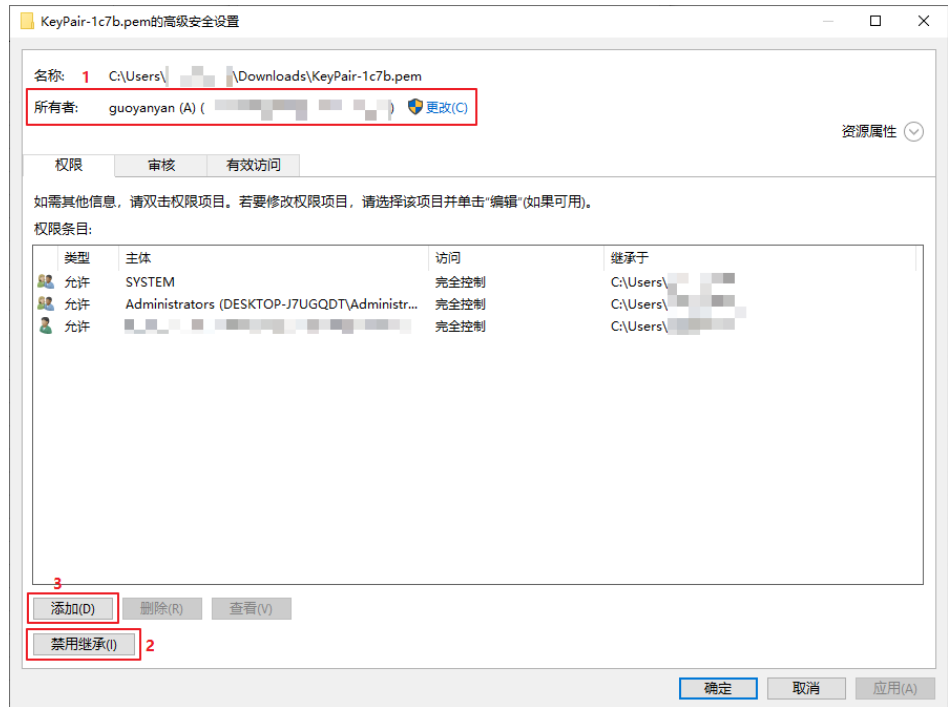 KeyPair-1c7b.pem的高级安全设置
名称: 1 C:\Users\ \Downloads\KeyPair-1c7b.pem
所有者: guoyanyan (A) ( ) 更改(C)
资源属性
权限 审核 有效访问
如需其他信息，请双击权限项目。若要修改权限项目，请选择该项目并单击"编辑"(如果可用)。
权限条目:
类型 主体 访问 继承于
允许 SYSTEM 完全控制 C:\Users\
允许 Administrators (DESKTOP-J7UGQDT\Administr... 完全控制 C:\Users\
允许 完全控制 C:\Users\
3
添加(D) 删除(R) 查看(V)
禁用继承(I) 2
确定 取消 应用(A)